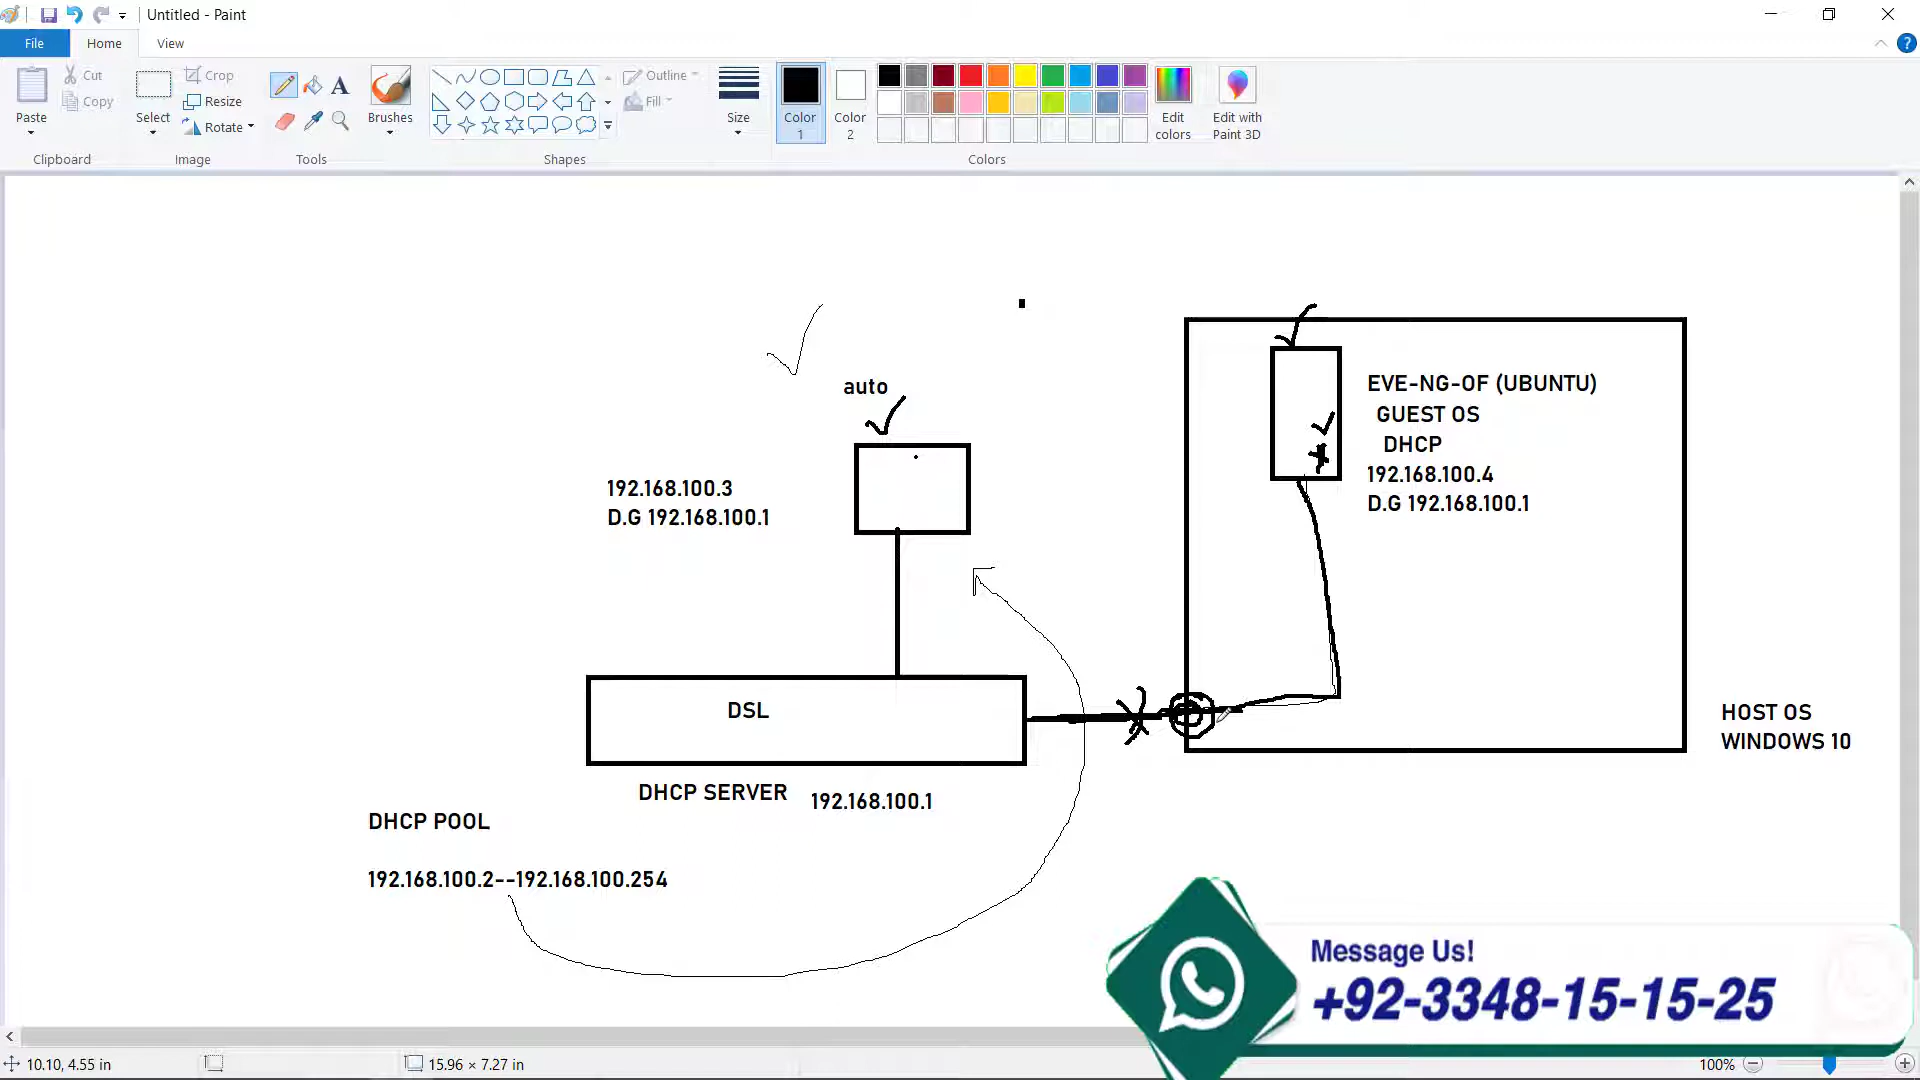 Untitled - Paint
File
Home
View
Paste
Cut
Copy
Clipboard
Select
Crop
Resize
Rotate
Image
A
Tools
Brushes
Shapes
Outline
Fill
Size
Color
1
Color
2
Edit
colors
Edit with
Paint 3D
Colors
auto
192.168.100.3
D.G 192.168.100.1
EVE-NG-OF (UBUNTU)
GUEST OS
DHCP
192.168.100.4
D.G 192.168.100.1
DSL
HOST OS
WINDOWS 10
DHCP SERVER
192.168.100.1
DHCP POOL
192.168.100.2--192.168.100.254
Message Us!
+92-3348-15-15-25
10.10, 4.55 in
15.96 × 7.27 in
100%